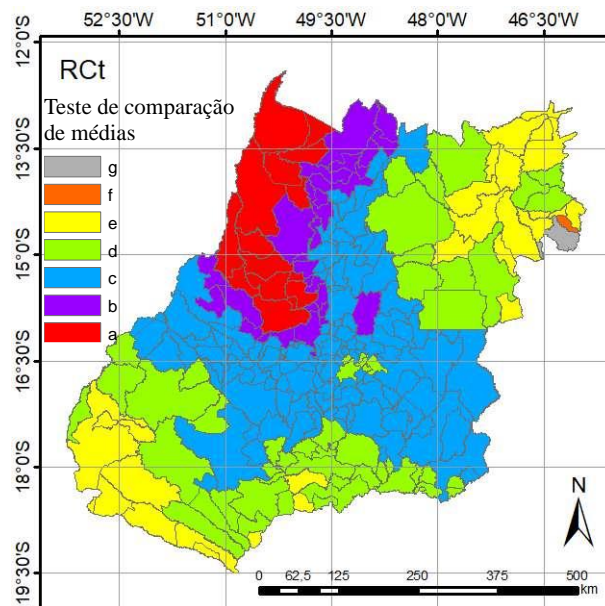 52°30'S 51°0'S 49°30'S 48°0'S 46°30'S
12°0'S
13°30'S
15°0'S
16°30'S
18°0'S
19°30'S
RCt
Teste de comparação
de médias
g
f
e
d
c
b
a
N
0 62,5 125 250 375 500
km